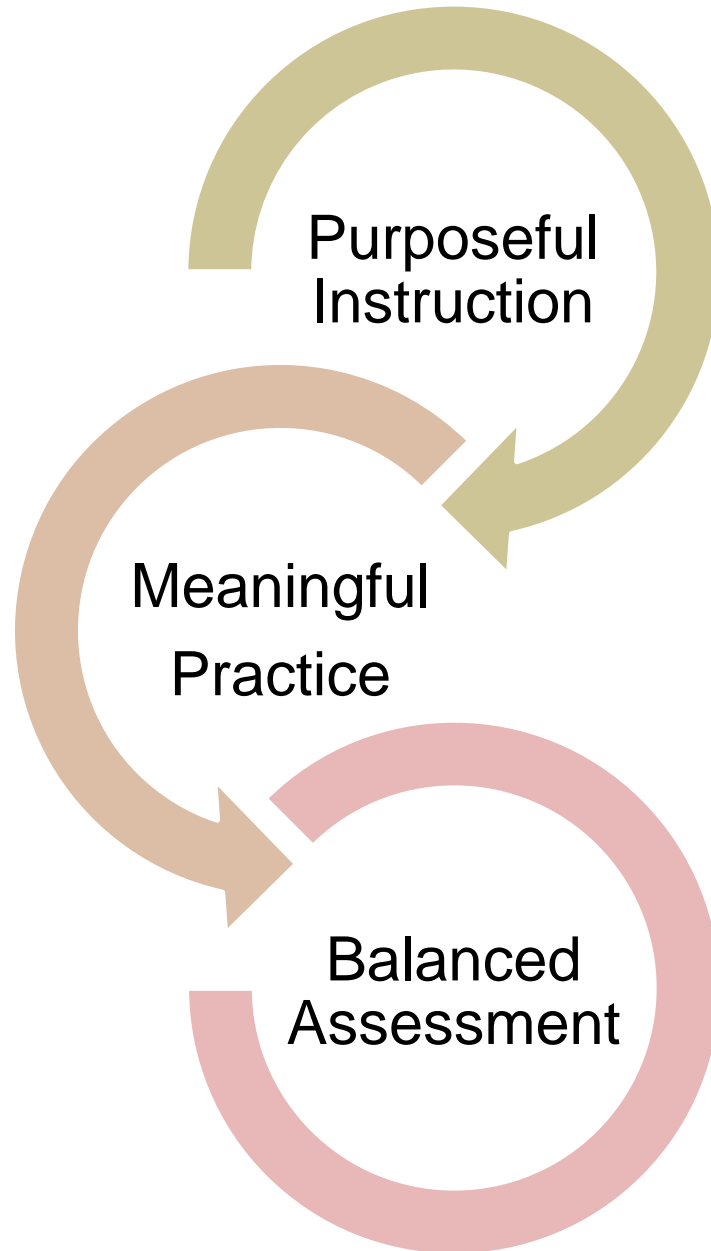 Purposeful
Instruction
Meaningful
Practice
Balanced
Assessment